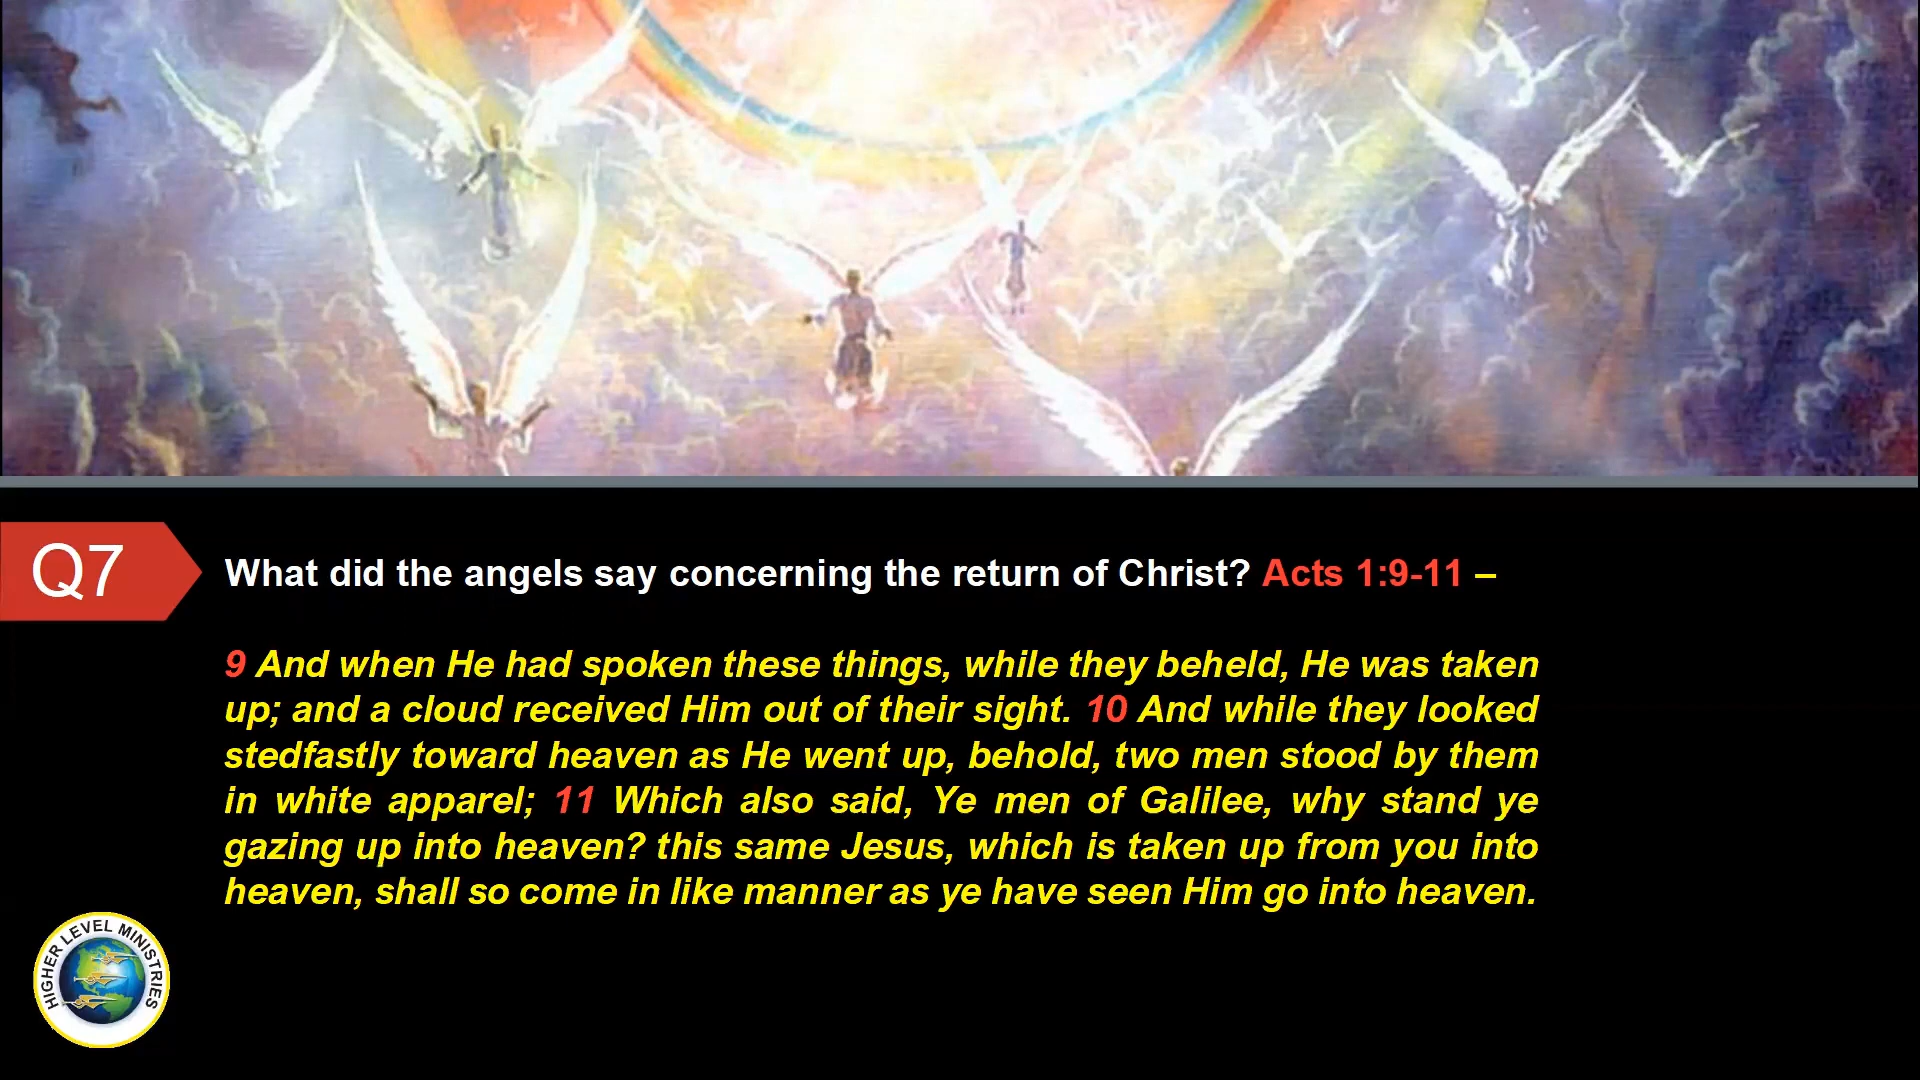 Q7
What did the angels say concerning the return of Christ? Acts 1:9-11 –
9 And when He had spoken these things, while they beheld, He was taken
up; and a cloud received Him out of their sight. 10 And while they looked
stedfastly toward heaven as He went up, behold, two men stood by them
in white apparel; 11 Which also said, Ye men of Galilee, why stand ye
gazing up into heaven? this same Jesus, which is taken up from you into
heaven, shall so come in like manner as ye have seen Him go into heaven.
HIGHER LEVEL MINISTRIES